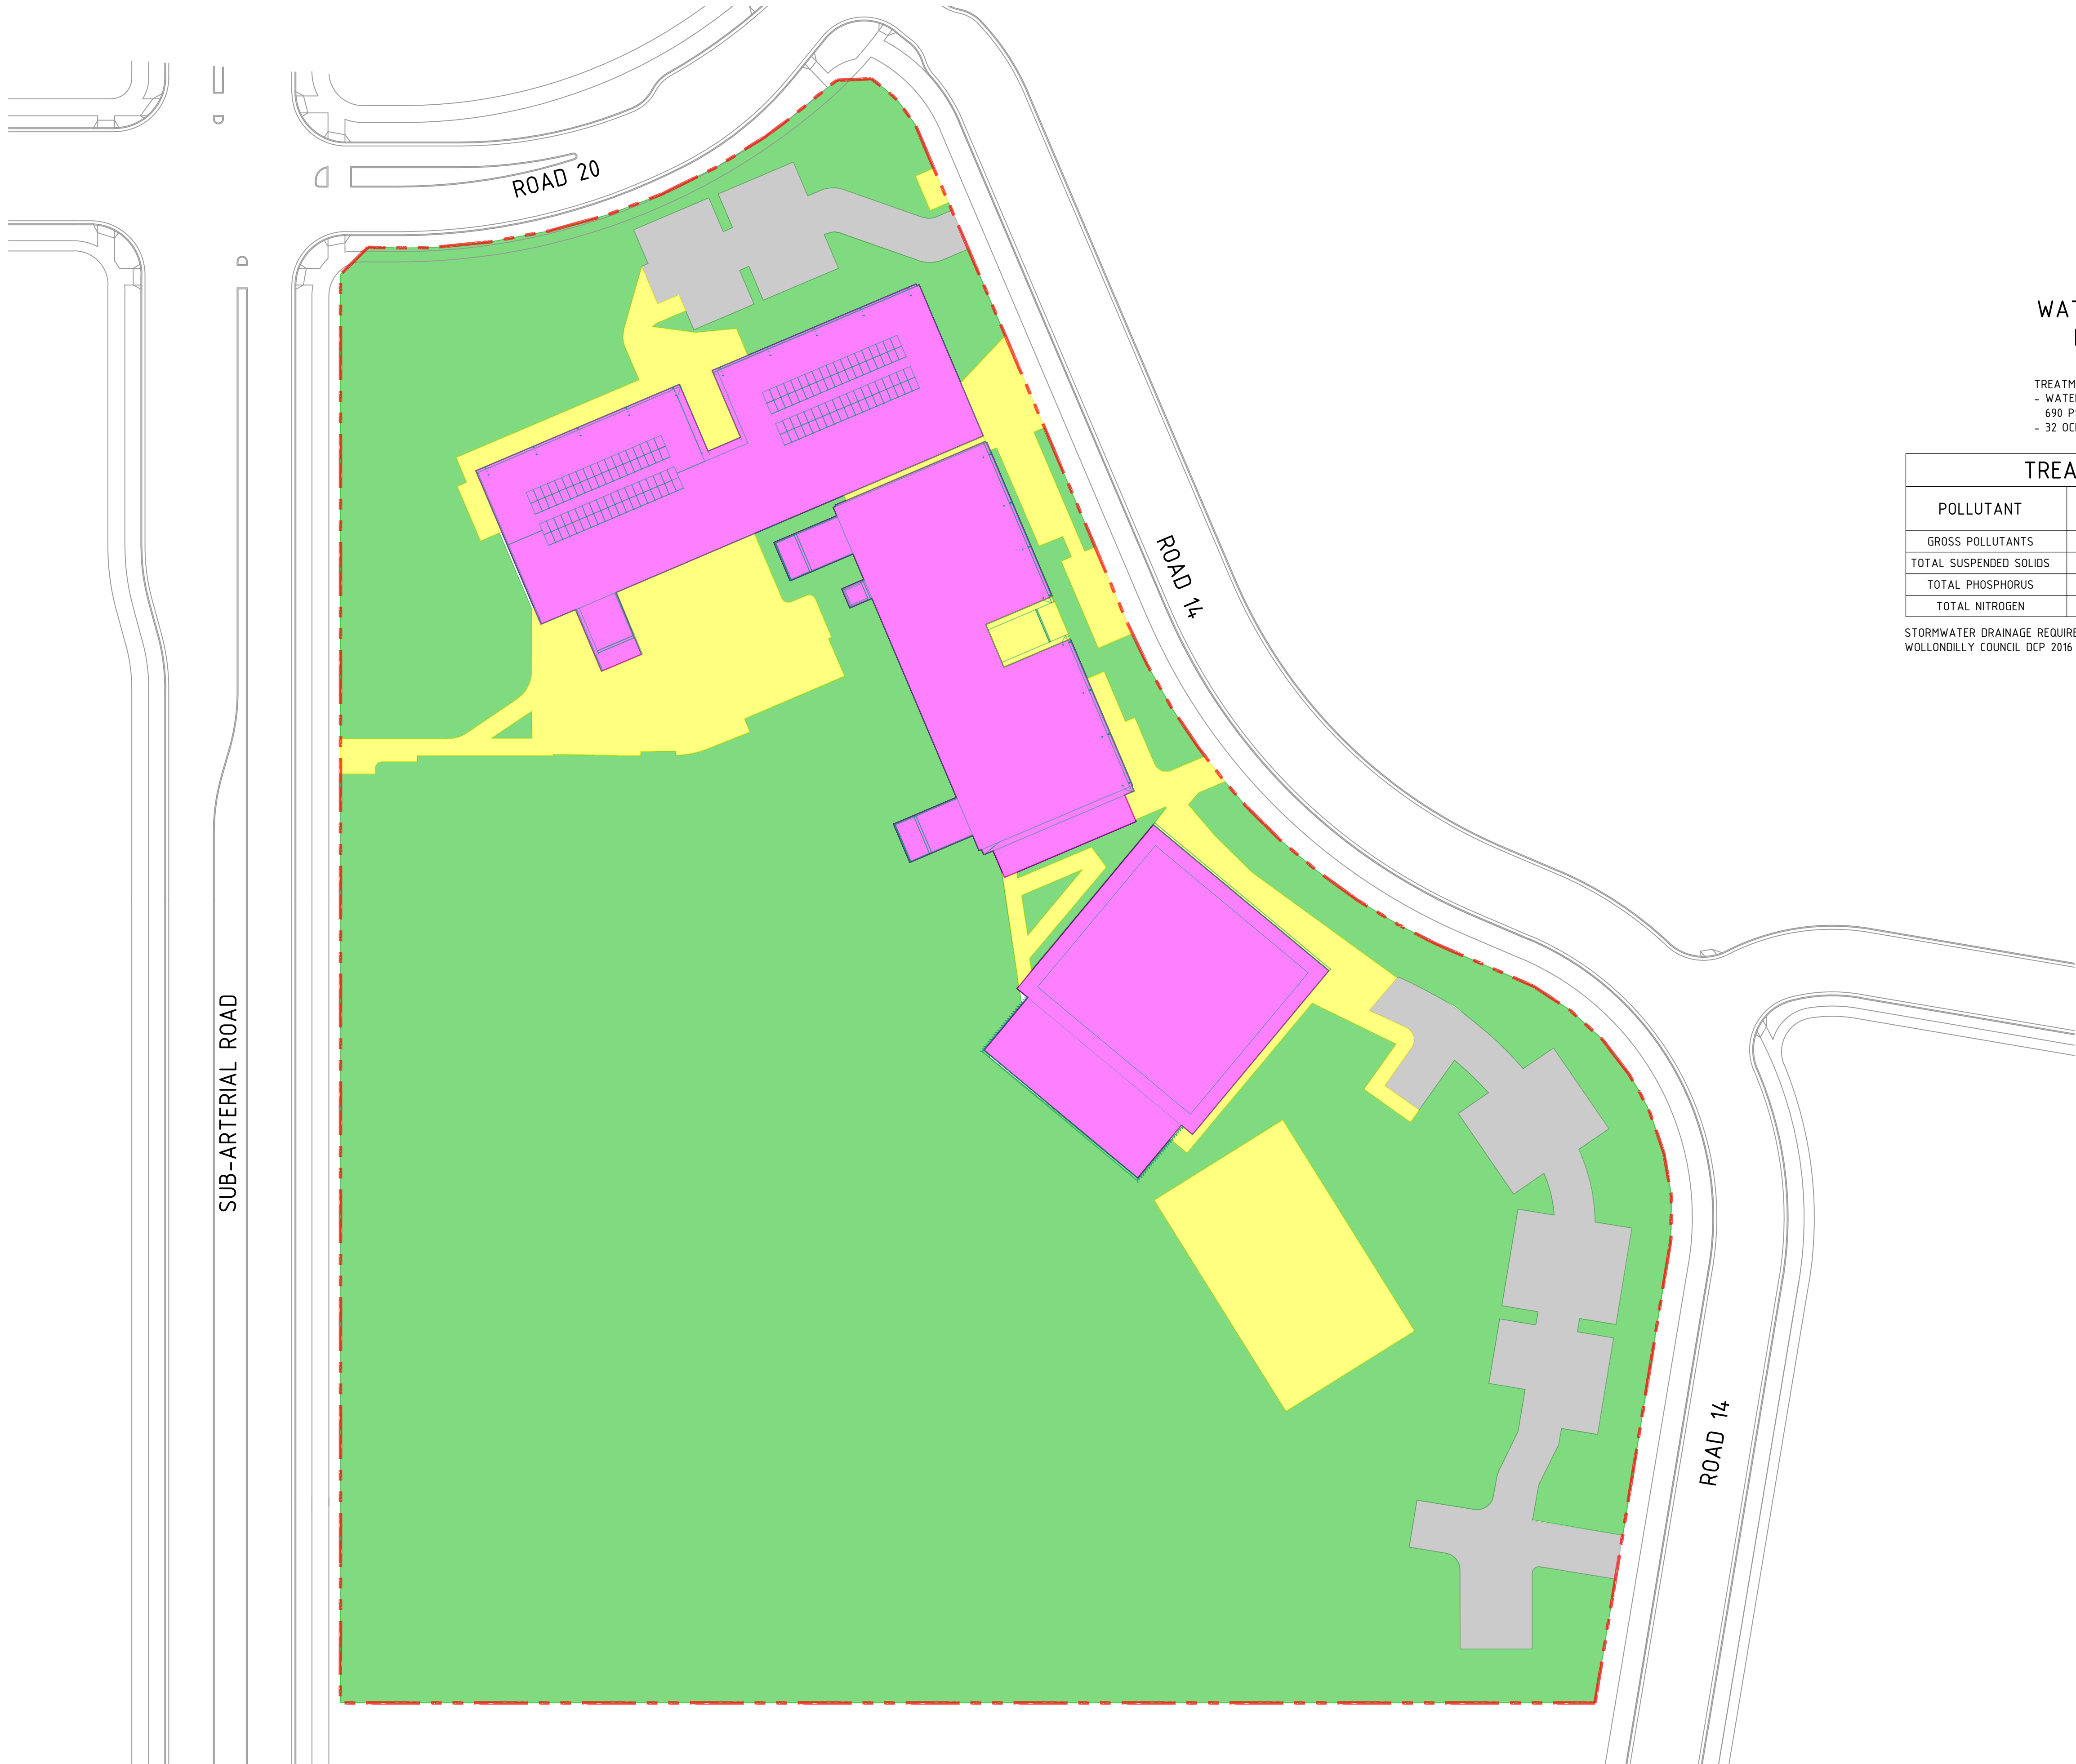 ROAD 20
ROAD 14
SUB-ARTERIAL ROAD
ROAD 14
TREATM
- WATE
- 32 OC
TREA
POLLUTANT
GROSS POLLUTANTS
TOTAL SUSPENDED SOLIDS
TOTAL PHOSPHORUS
TOTAL NITROGEN
STORMWATER DRAINAGE REQUIRE
WOLLONDILLY COUNCIL DCP 2016